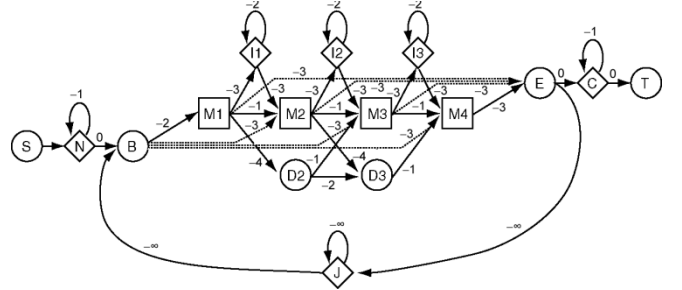 -2 -2 -2
I1 I2 I3
-1 -1
-3 -3 -3 -3 -3 -3 -3 -3 -3
E 0 C 0 T
-2 M1 -1 M2 -1 M3 -1 M4 -3
S N 0 B
-3 -3 -3
-4 -1 -4 -1
D2 -2 D3
-∞ -∞ -∞
J